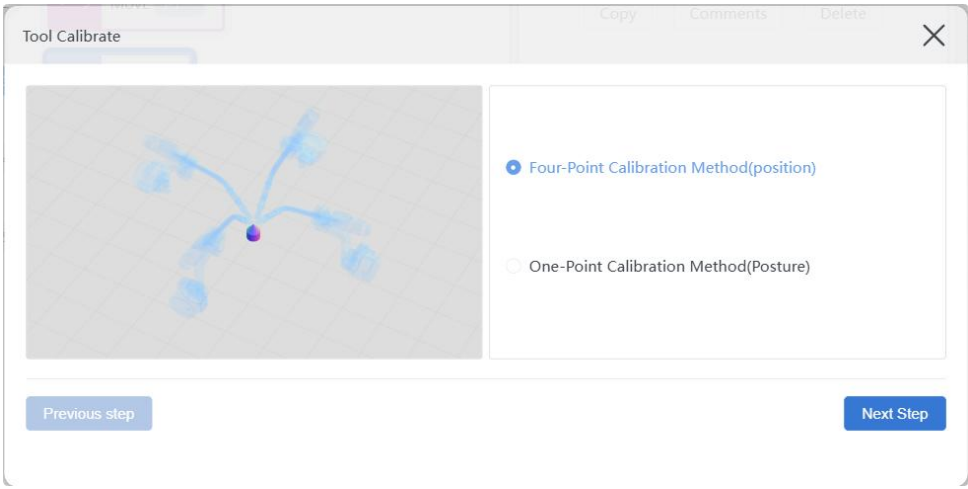 Move
Copy Comments Delete
Tool Calibrate
Four-Point Calibration Method(position)
One-Point Calibration Method(Posture)
Previous step
Next Step